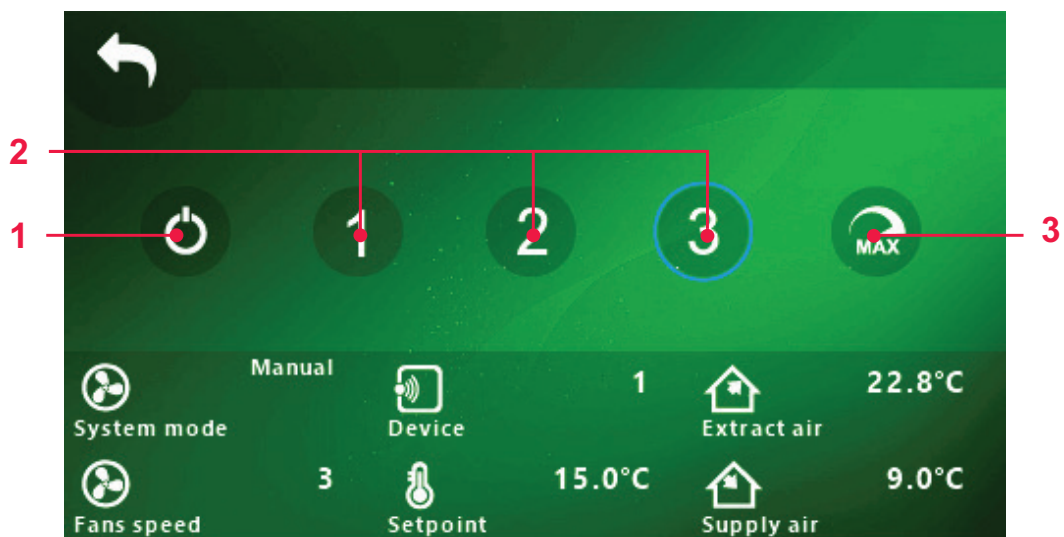 2
1
1 2 3 MAX
3
Manual 1 22.8°C
System mode Device Extract air
3 15.0°C 9.0°C
Fans speed Setpoint Supply air